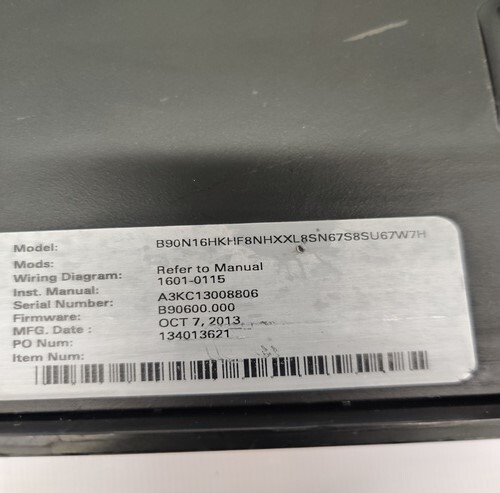 Model: B90N16HKHF8NHXXL8SN67S8SU67W7H
Mods:
Wiring Diagram: Refer to Manual
Inst. Manual: 1601-0115
Serial Number: A3KC13008806
Firmware: B90600.000
MFG. Date : OCT 7, 2013
PO Num: 134013621
Item Num: